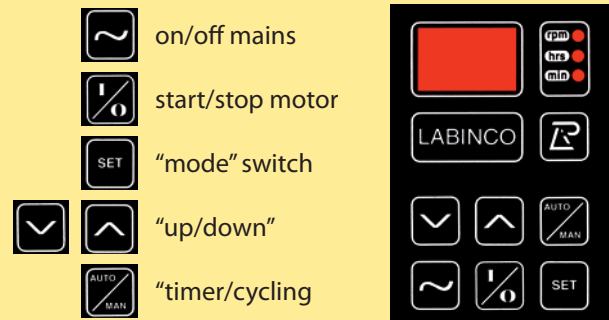 on/off mains
I/O start/stop motor
SET "mode" switch
"up/down"
AUTO/MAN "timer/cycling
rpm
hrs
min
LABINCO
AUTO/MAN
I/O SET